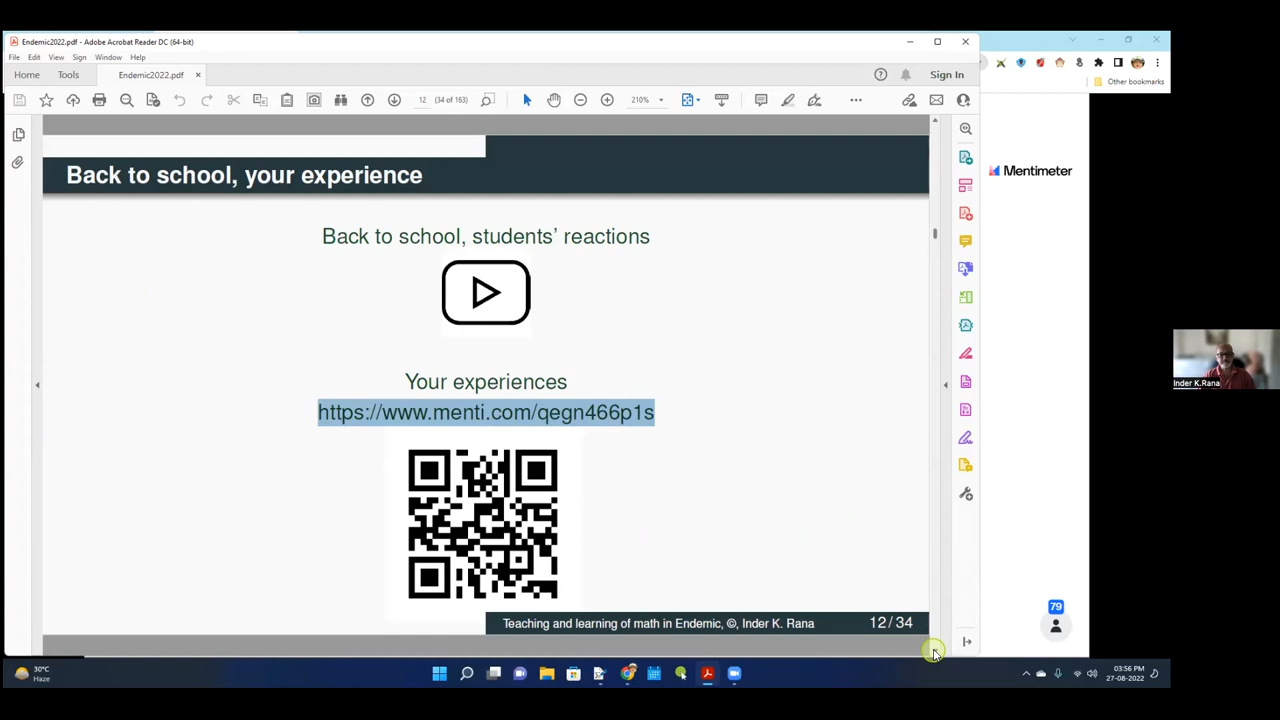 Endemic2022.pdf - Adobe Acrobat Reader DC (64-bit)
File Edit View Sign Window Help
Home Tools Endemic2022.pdf × Sign In
12 (34 of 163) 210%
Other bookmarks
Back to school, your experience
Mentimeter
Back to school, students' reactions
Your experiences
https://www.menti.com/qegn466p1s
Inder K.Rana
79
Teaching and learning of math in Endemic, ©, Inder K. Rana 12/34
30°C
Haze
03:56 PM
27-08-2022